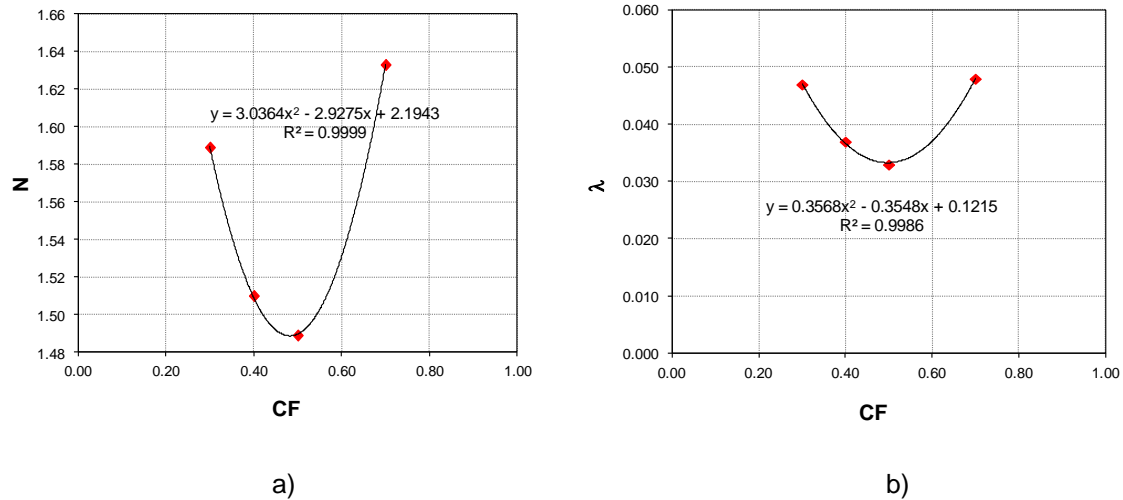 1.66
1.64
1.62
1.60
1.58
1.56
1.54
1.52
1.50
1.48
N
y = 3.0364x² - 2.9275x + 2.1943
R² = 0.9999
0.00 0.20 0.40 0.60 0.80 1.00
CF
a)
0.060
0.050
0.040
0.030
0.020
0.010
0.000
λ
y = 0.3568x² - 0.3548x + 0.1215
R² = 0.9986
0.00 0.20 0.40 0.60 0.80 1.00
CF
b)